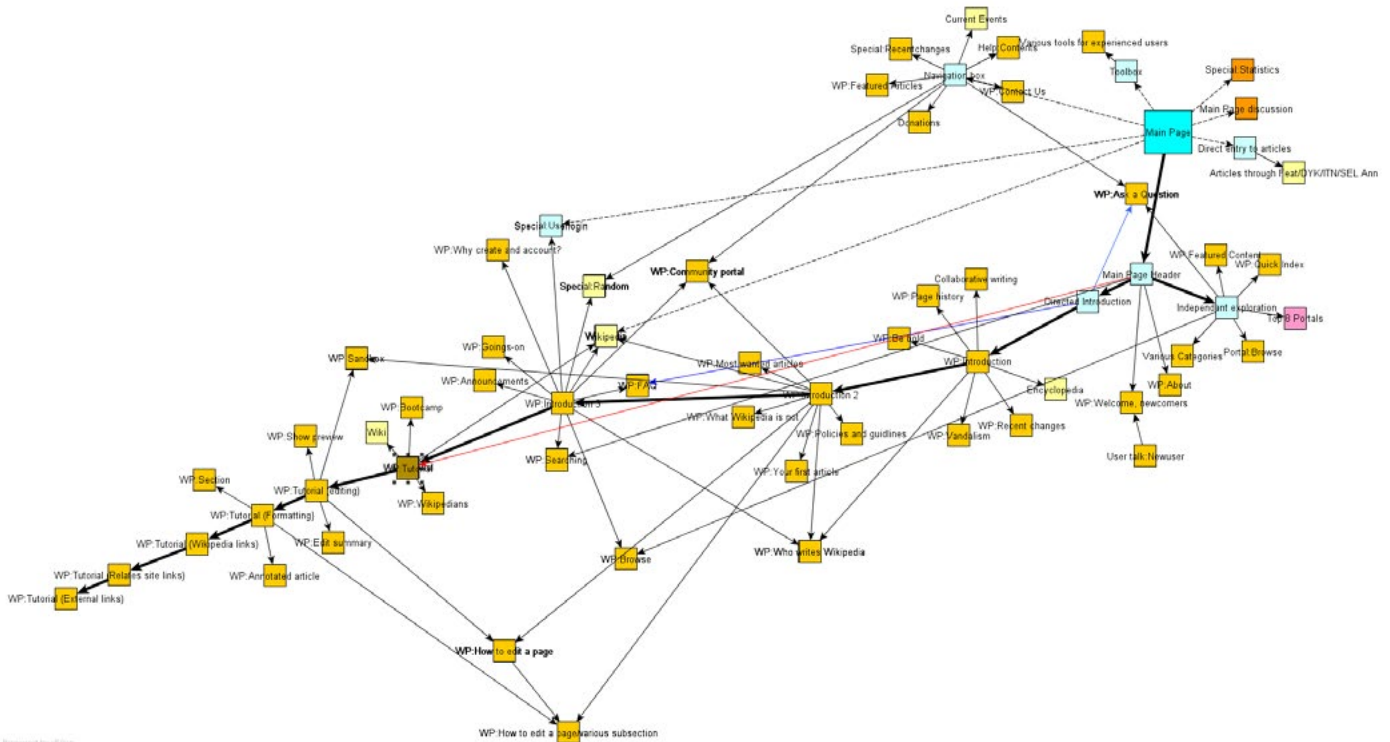 Current Events
Special:Recentchanges
Help:Contents
Various tools for experienced users
Navigation box
Toolbox
Special:Statistics
WP:Featured Articles
WP:Contact Us
Main Page discussion
Donations
Main Page
Direct entry to articles
Articles through Feat/DYK/ITN/SEL Ann
WP:Ask a Question
Special:Userlogin
WP:Why create and account?
WP:Community portal
Special:Random
Collaborative writing
WP:Page history
Main Page Header
Directed Introduction
WP:Featured Content
WP:Quick Index
Independant exploration
Top 8 Portals
Wikipedia
WP:Be bold
WP:Goings-on
WP:Sandbox
WP:Most wanted articles
WP:Introduction
Various Catagories
Portal:Browse
WP:Announcements
WP:FAQ
WP:Introduction 2
Encyclopedia
WP:About
WP:Introduction 3
WP:Bootcamp
WP:What Wikipedia is not
WP:Welcome, newcomers
WP:Show preview
Wiki
WP:Policies and guidlines
WP:Vandalism
WP:Recent changes
WP:Searching
WP:Tutorial
WP:Your first article
User talk:Newuser
WP:Section
WP:Tutorial (editing)
WP:Wikipedians
WP:Tutorial (Formatting)
WP:Tutorial (Wikipedia links)
WP:Edit summary
WP:Browse
WP:Who writes Wikipedia
WP:Tutorial (Relates site links)
WP:Annotated article
WP:Tutorial (External links)
WP:How to edit a page
WP:How to edit a page/various subsection